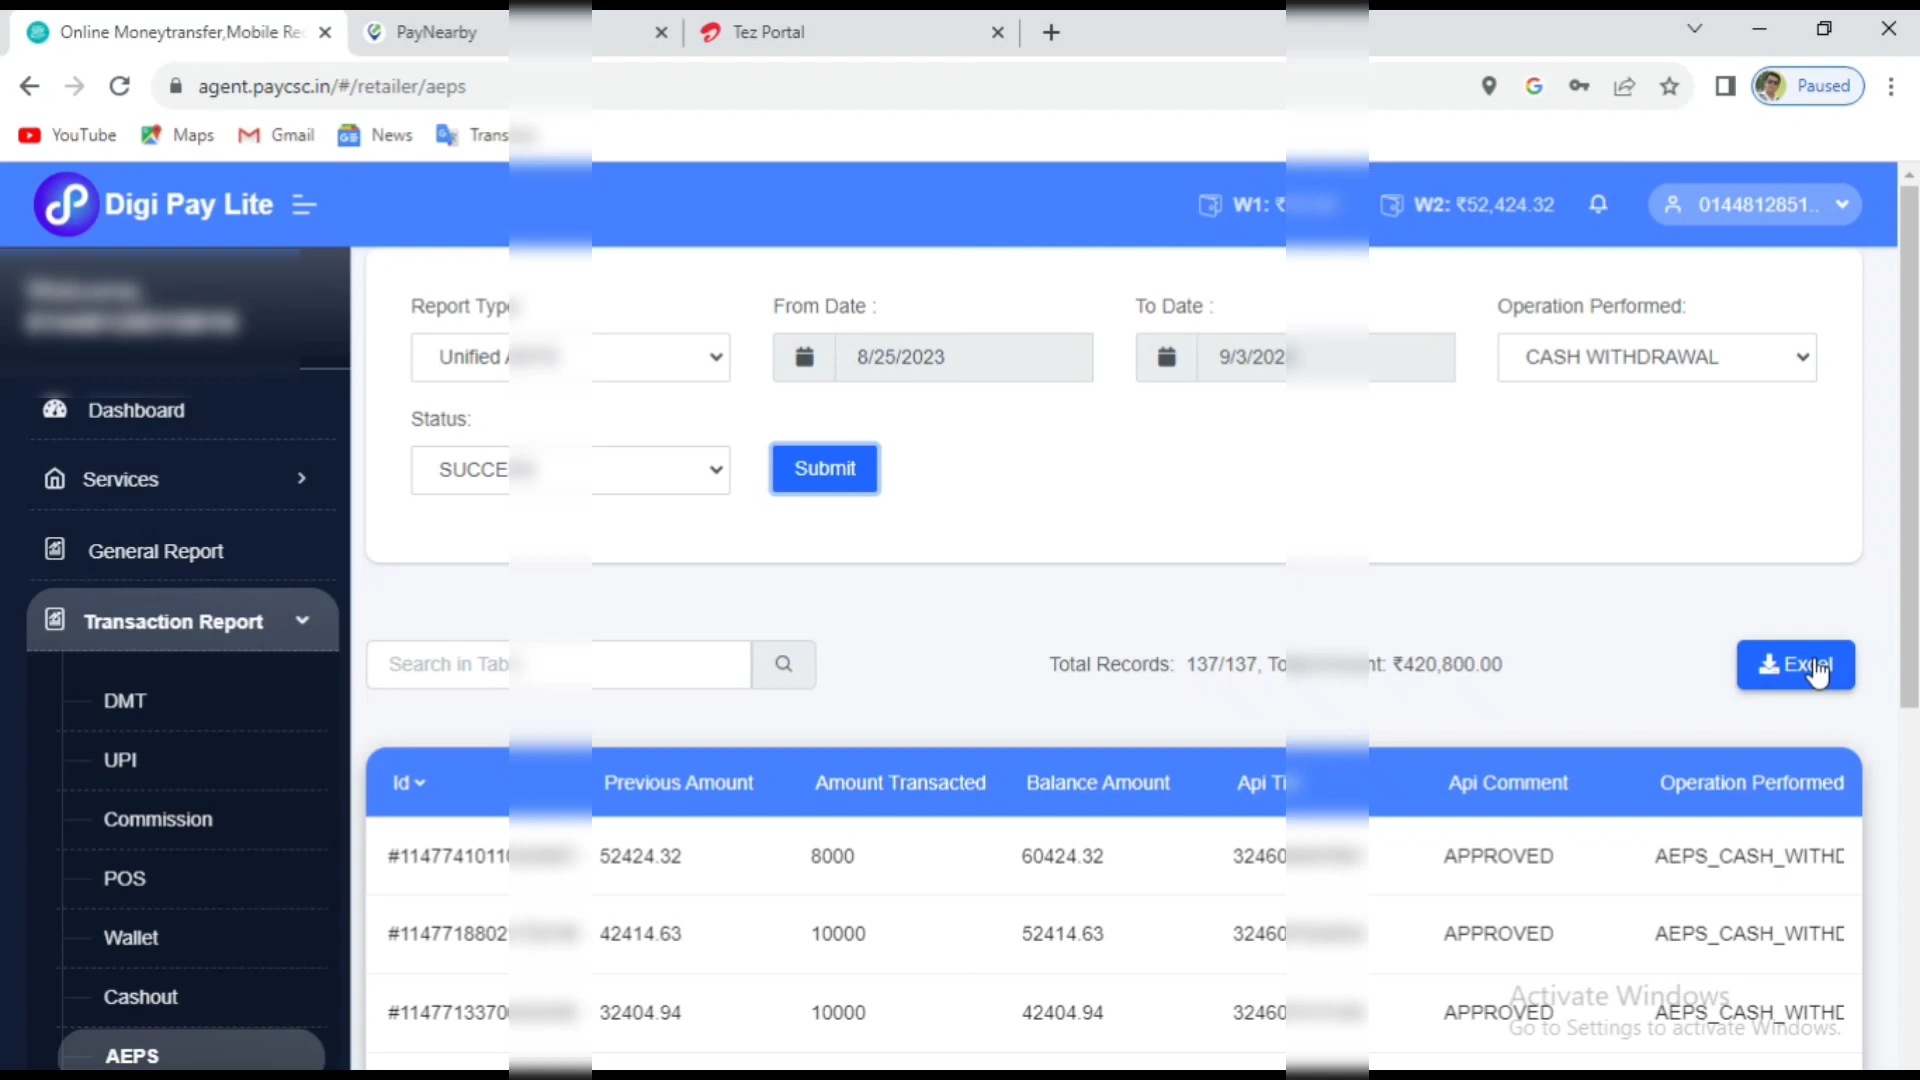 Online Moneytransfer,Mobile Re
PayNearby
Tez Portal
agent.paycsc.in/#/retailer/aeps
Paused
YouTube
Maps
Gmail
News
Trans
Digi Pay Lite
W1: ₹
W2: ₹52,424.32
0144812851..
Report Type
From Date :
To Date :
Operation Performed:
Unified
8/25/2023
9/3/202
CASH WITHDRAWAL
Status:
SUCCE
Submit
Dashboard
Services
General Report
Transaction Report
DMT
UPI
Commission
POS
Wallet
Cashout
AEPS
Search in Tab
Total Records: 137/137, To nt: ₹420,800.00
Excel
Id Previous Amount Amount Transacted Balance Amount Api Ti Api Comment Operation Performed
#11477410110 52424.32 8000 60424.32 32460 APPROVED AEPS_CASH_WITHD
#1147718802 42414.63 10000 52414.63 32460 APPROVED AEPS_CASH_WITHD
#1147713370 32404.94 10000 42404.94 32460 APPROVED AEPS_CASH_WITHD
Activate Windows
Go to Settings to activate Windows.